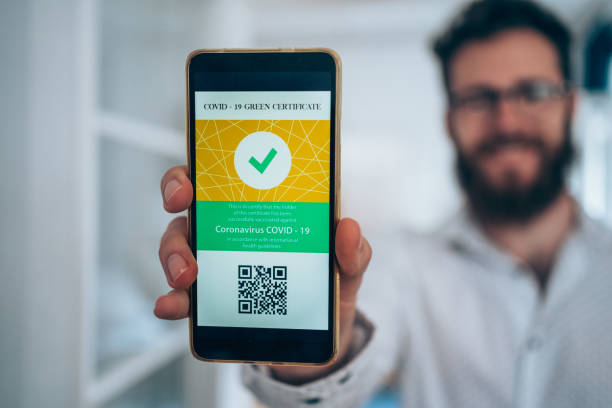 COVID - 19 GREEN CERTIFICATE
This is to certify that the holder
of this certificate has been
successfully vaccinated against
Coronavirus COVID - 19
in accordance with international
health guidelines